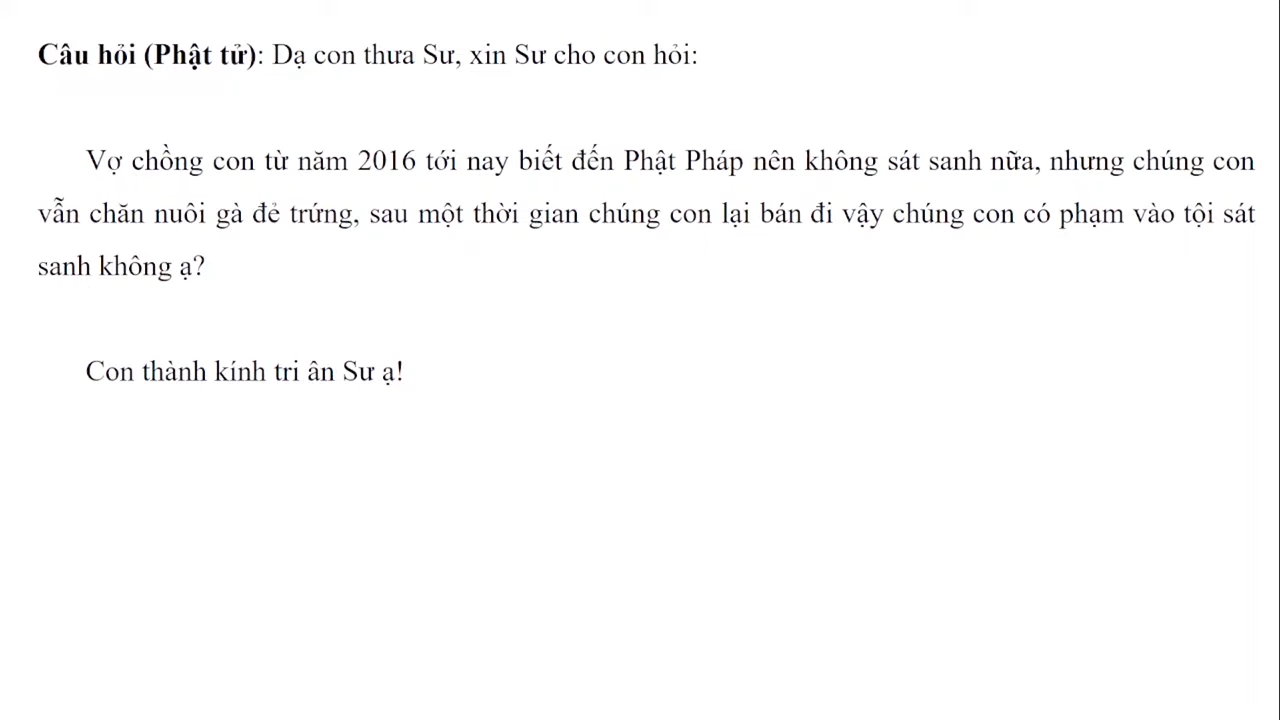 Câu hỏi (Phật tử): Dạ con thưa Sư, xin Sư cho con hỏi:
Vợ chồng con từ năm 2016 tới nay biết đến Phật Pháp nên không sát sanh nữa, nhưng chúng con
vẫn chăn nuôi gà đẻ trứng, sau một thời gian chúng con lại bán đi vậy chúng con có phạm vào tội sát
sanh không ạ?
Con thành kính tri ân Sư ạ!